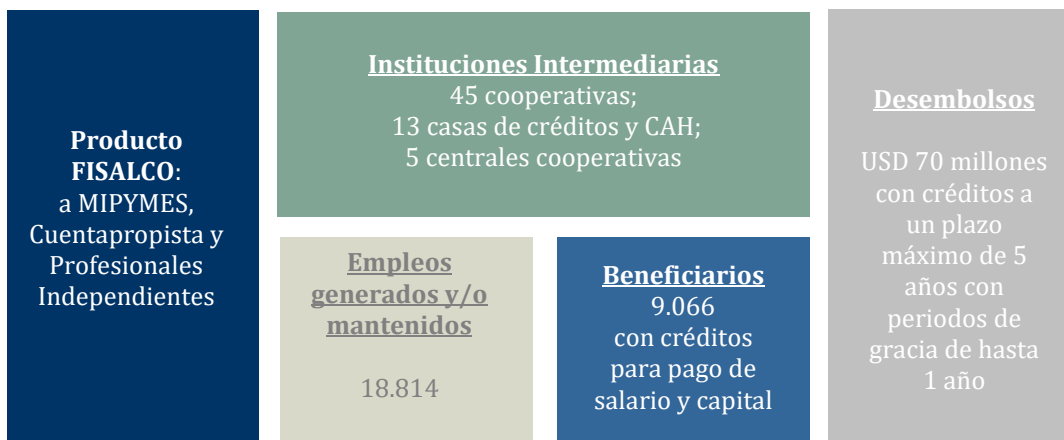 Producto
FISALCO:
a MIPYMES,
Cuentapropista y
Profesionales
Independientes
Instituciones Intermediarias
45 cooperativas;
13 casas de créditos y CAH;
5 centrales cooperativas
Empleos
generados y/o
mantenidos
18.814
Beneficiarios
9.066
con créditos
para pago de
salario y capital
Desembolsos
USD 70 millones
con créditos a
un plazo
máximo de 5
años con
periodos de
gracia de hasta
1 año